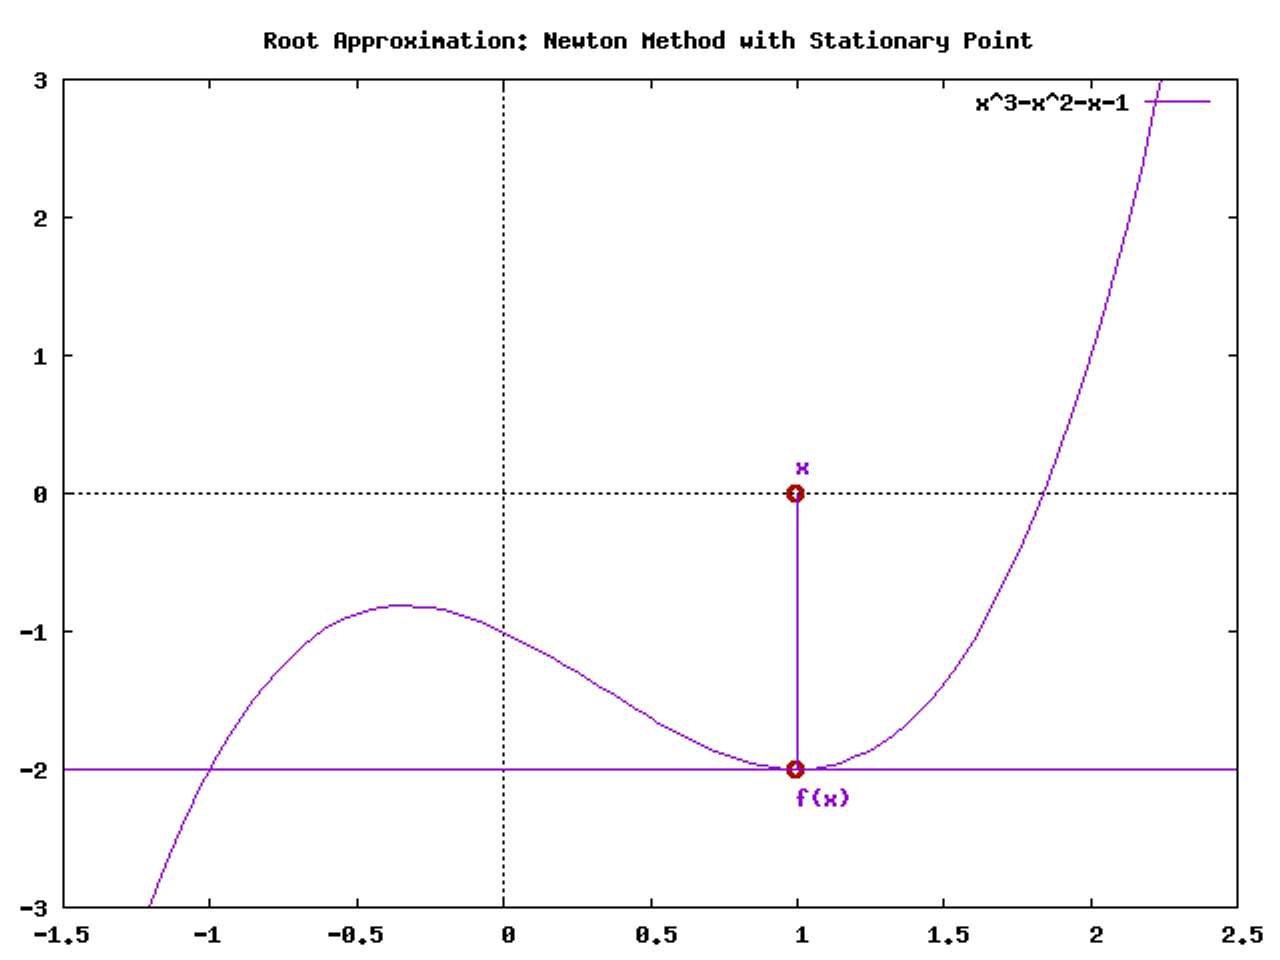 Root Approximation: Newton Method with Stationary Point
3
x^3-x^2-x-1
2
1
x
0
-1
-2
f(x)
-3
-1.5 -1 -0.5 0 0.5 1 1.5 2 2.5